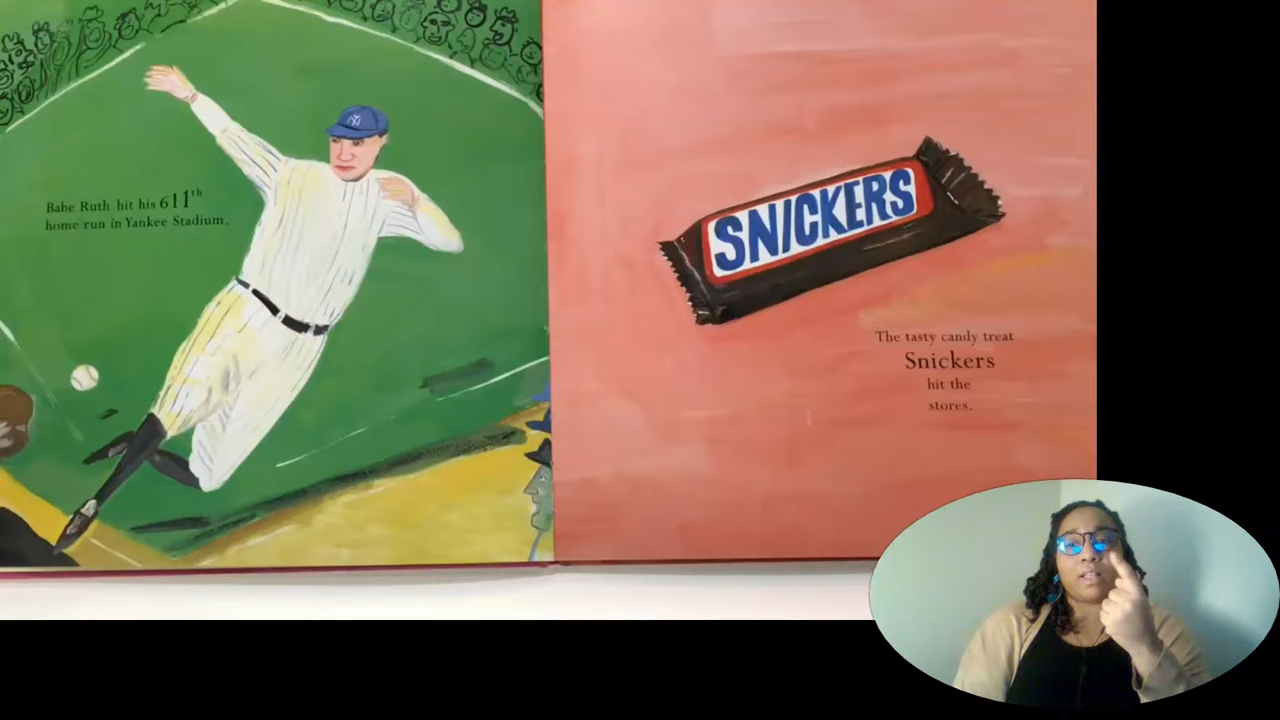 NY
Babe Ruth hit his 611th
home run in Yankee Stadium.
SNICKERS
The tasty candy treat
Snickers
hit the
stores.